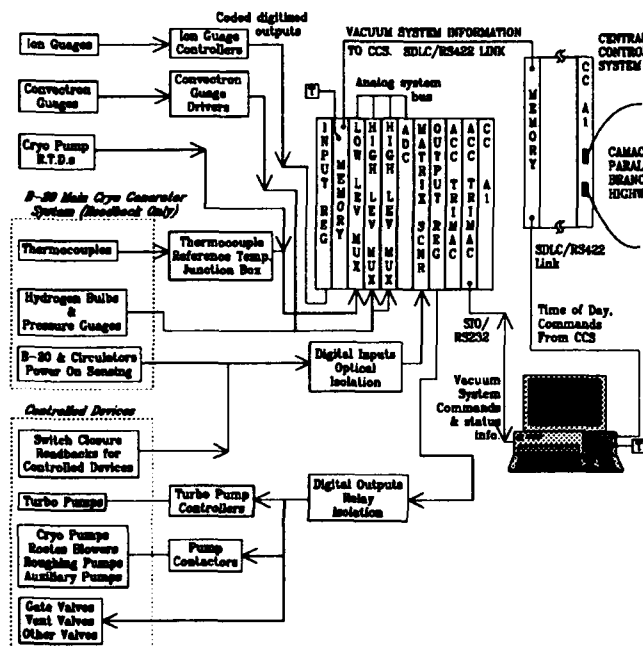 Ion Guages
Ion Guage
Controllers
Coded digitized
outputs
Convectron
Guages
Convectron
Guage
Drivers
Cryo Pump
R.T.D.s
B-20 Main Cryo Generator
System (Readback Only)
Thermocouples
Thermocouple
Reference Temp.
Junction Box
Hydrogen Bulbs
&
Pressure Guages
B-20 & Circulators
Power On Sensing
Digital Inputs
Optical
Isolation
Controlled Devices
Switch Closure
Readbacks for
Controlled Devices
Turbo Pumps
Turbo Pump
Controllers
Digital Outputs
Relay
Isolation
Cryo Pumps
Rootes Blowers
Roughing Pumps
Auxiliary Pumps
Pump
Contactors
Gate Valves
Vent Valves
Other Valves
VACUUM SYSTEM INFORMATION
TO CCS. SDLC/RS422 LINK
Analog system
bus
T
INPUT REG
MEMORY
LOW LEV MUX
HIGH LEV MUX
HIGH LEV MUX
ADC
MATRIX SCNR
OUTPUT REG
ACC TRIMAC
ACC TRIMAC
CC A1
MEMORY
CC A1
CENTRAL
CONTROL
SYSTEM
CAMAC
PARALL
BRANC
HIGHW
SDLC/RS422
Link
STO/
RS232
Time of Day,
Commands
From CCS
Vacuum
System
Commands
& status
info.
T